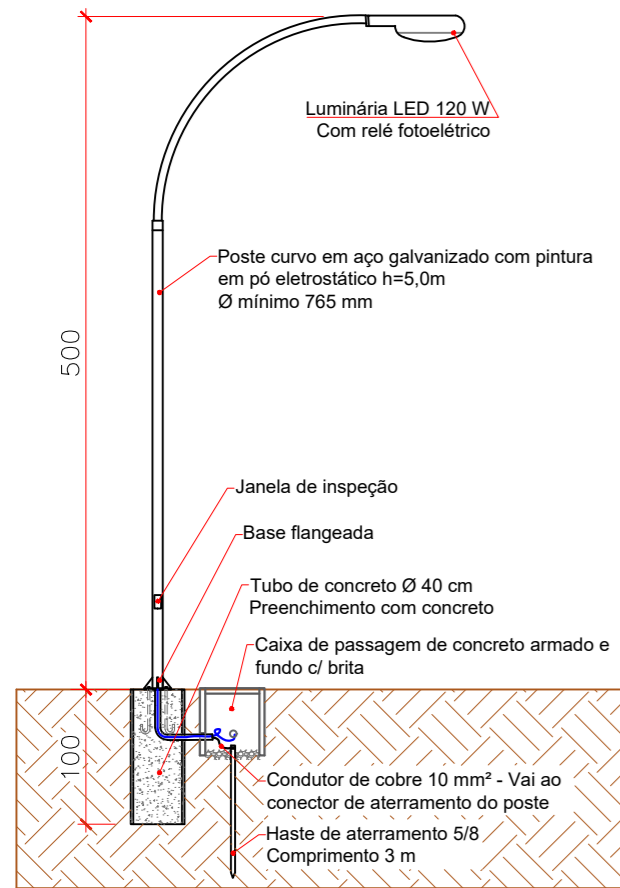 Luminária LED 120 W
Com relé fotoelétrico
Poste curvo em aço galvanizado com pintura
em pó eletrostático h=5,0m
Ø mínimo 765 mm
500
Janela de inspeção
Base flangeada
Tubo de concreto Ø 40 cm
Preenchimento com concreto
Caixa de passagem de concreto armado e
fundo c/ brita
100
Condutor de cobre 10 mm² - Vai ao
conector de aterramento do poste
Haste de aterramento 5/8
Comprimento 3 m